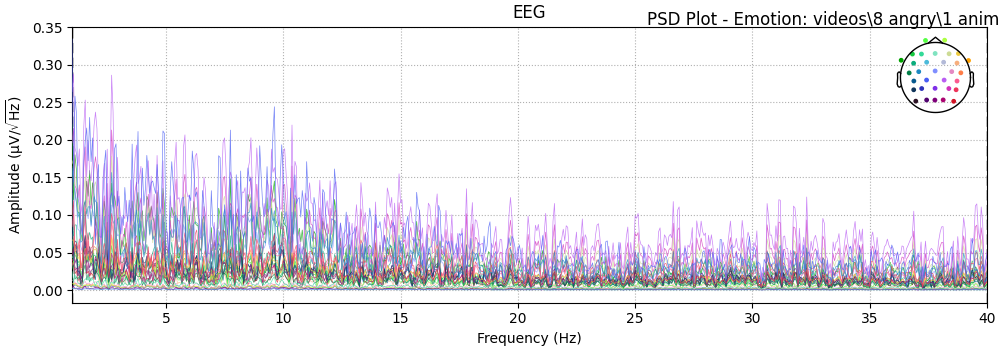 EEG
PSD Plot - Emotion: videos\8 angry\1 anim
Amplitude (µV/√Hz)
0.35
0.30
0.25
0.20
0.15
0.10
0.05
0.00
5 10 15 20 25 30 35 40
Frequency (Hz)